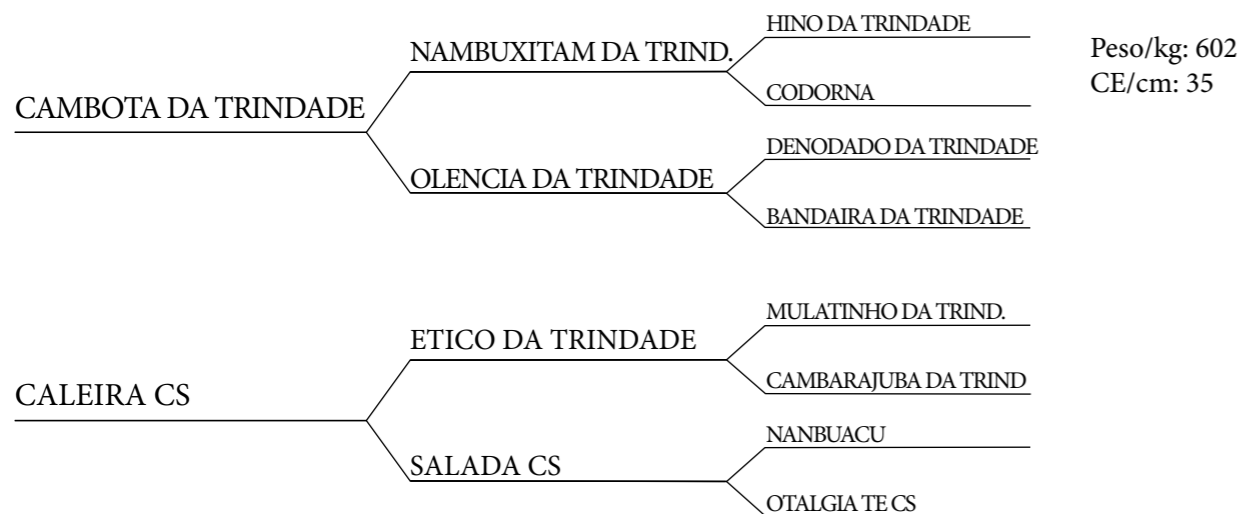 HINO DA TRINDADE
NAMBUXITAM DA TRIND.
CODORNA
CAMBOTA DA TRINDADE
DENODADO DA TRINDADE
OLENCIA DA TRINDADE
BANDAIRA DA TRINDADE
MULATINHO DA TRIND.
ETICO DA TRINDADE
CAMBARAJUBA DA TRIND
CALEIRA CS
NANBUACU
SALADA CS
OTALGIA TE CS
Peso/kg: 602
CE/cm: 35